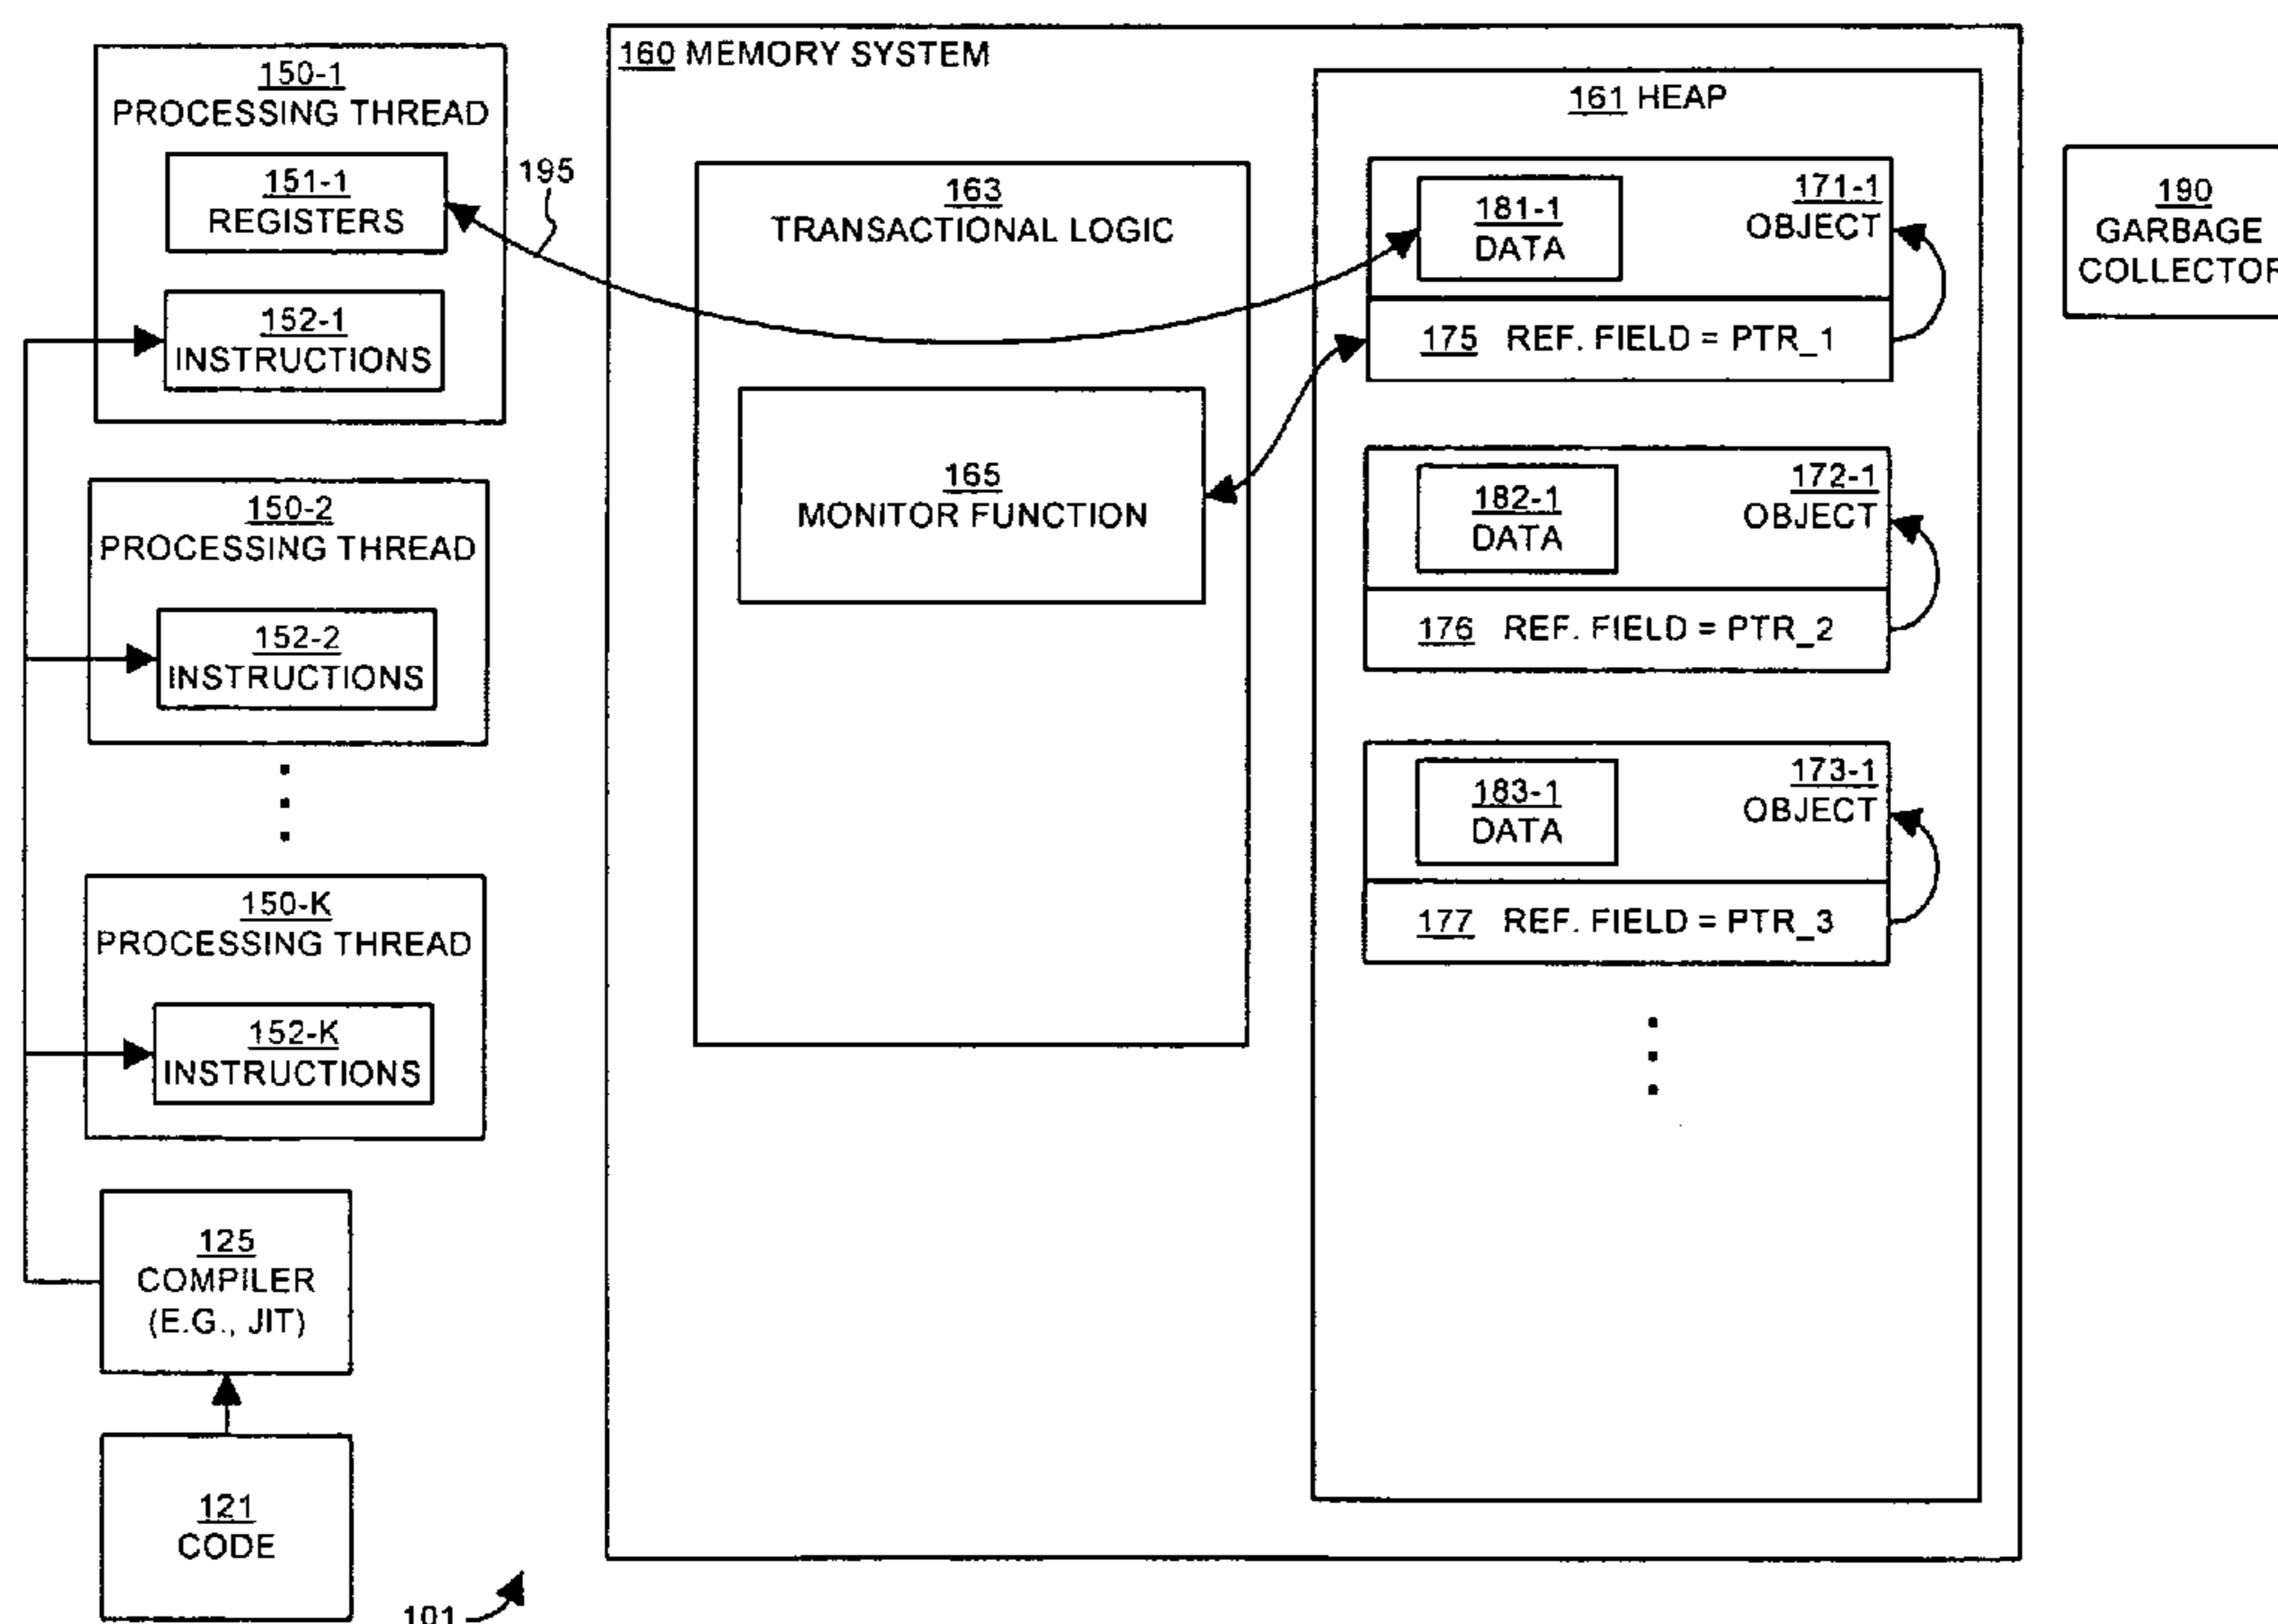 150-1
PROCESSING THREAD
151-1
REGISTERS
152-1
INSTRUCTIONS
150-2
PROCESSING THREAD
152-2
INSTRUCTIONS
150-K
PROCESSING THREAD
152-K
INSTRUCTIONS
125
COMPILER
(E.G., JIT)
121
CODE
101
195
160 MEMORY SYSTEM
163
TRANSACTIONAL LOGIC
165
MONITOR FUNCTION
161 HEAP
181-1
DATA
171-1
OBJECT
175 REF. FIELD = PTR_1
182-1
DATA
172-1
OBJECT
176 REF. FIELD = PTR_2
183-1
DATA
173-1
OBJECT
177 REF. FIELD = PTR_3
190
GARBAGE
COLLECTOR